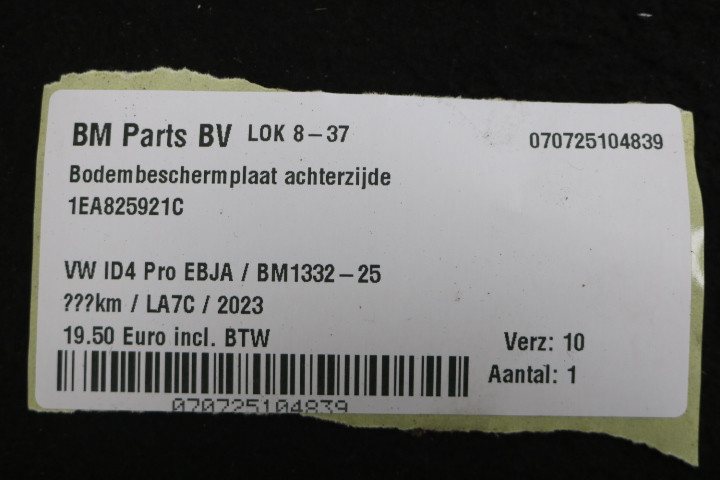 BM Parts BV LOK 8-37 070725104839
Bodembeschermplaat achterzijde
1EA825921C
VW ID4 Pro EBJA / BM1332-25
???km / LA7C / 2023
19.50 Euro incl. BTW
Verz: 10
Aantal: 1
070725104839